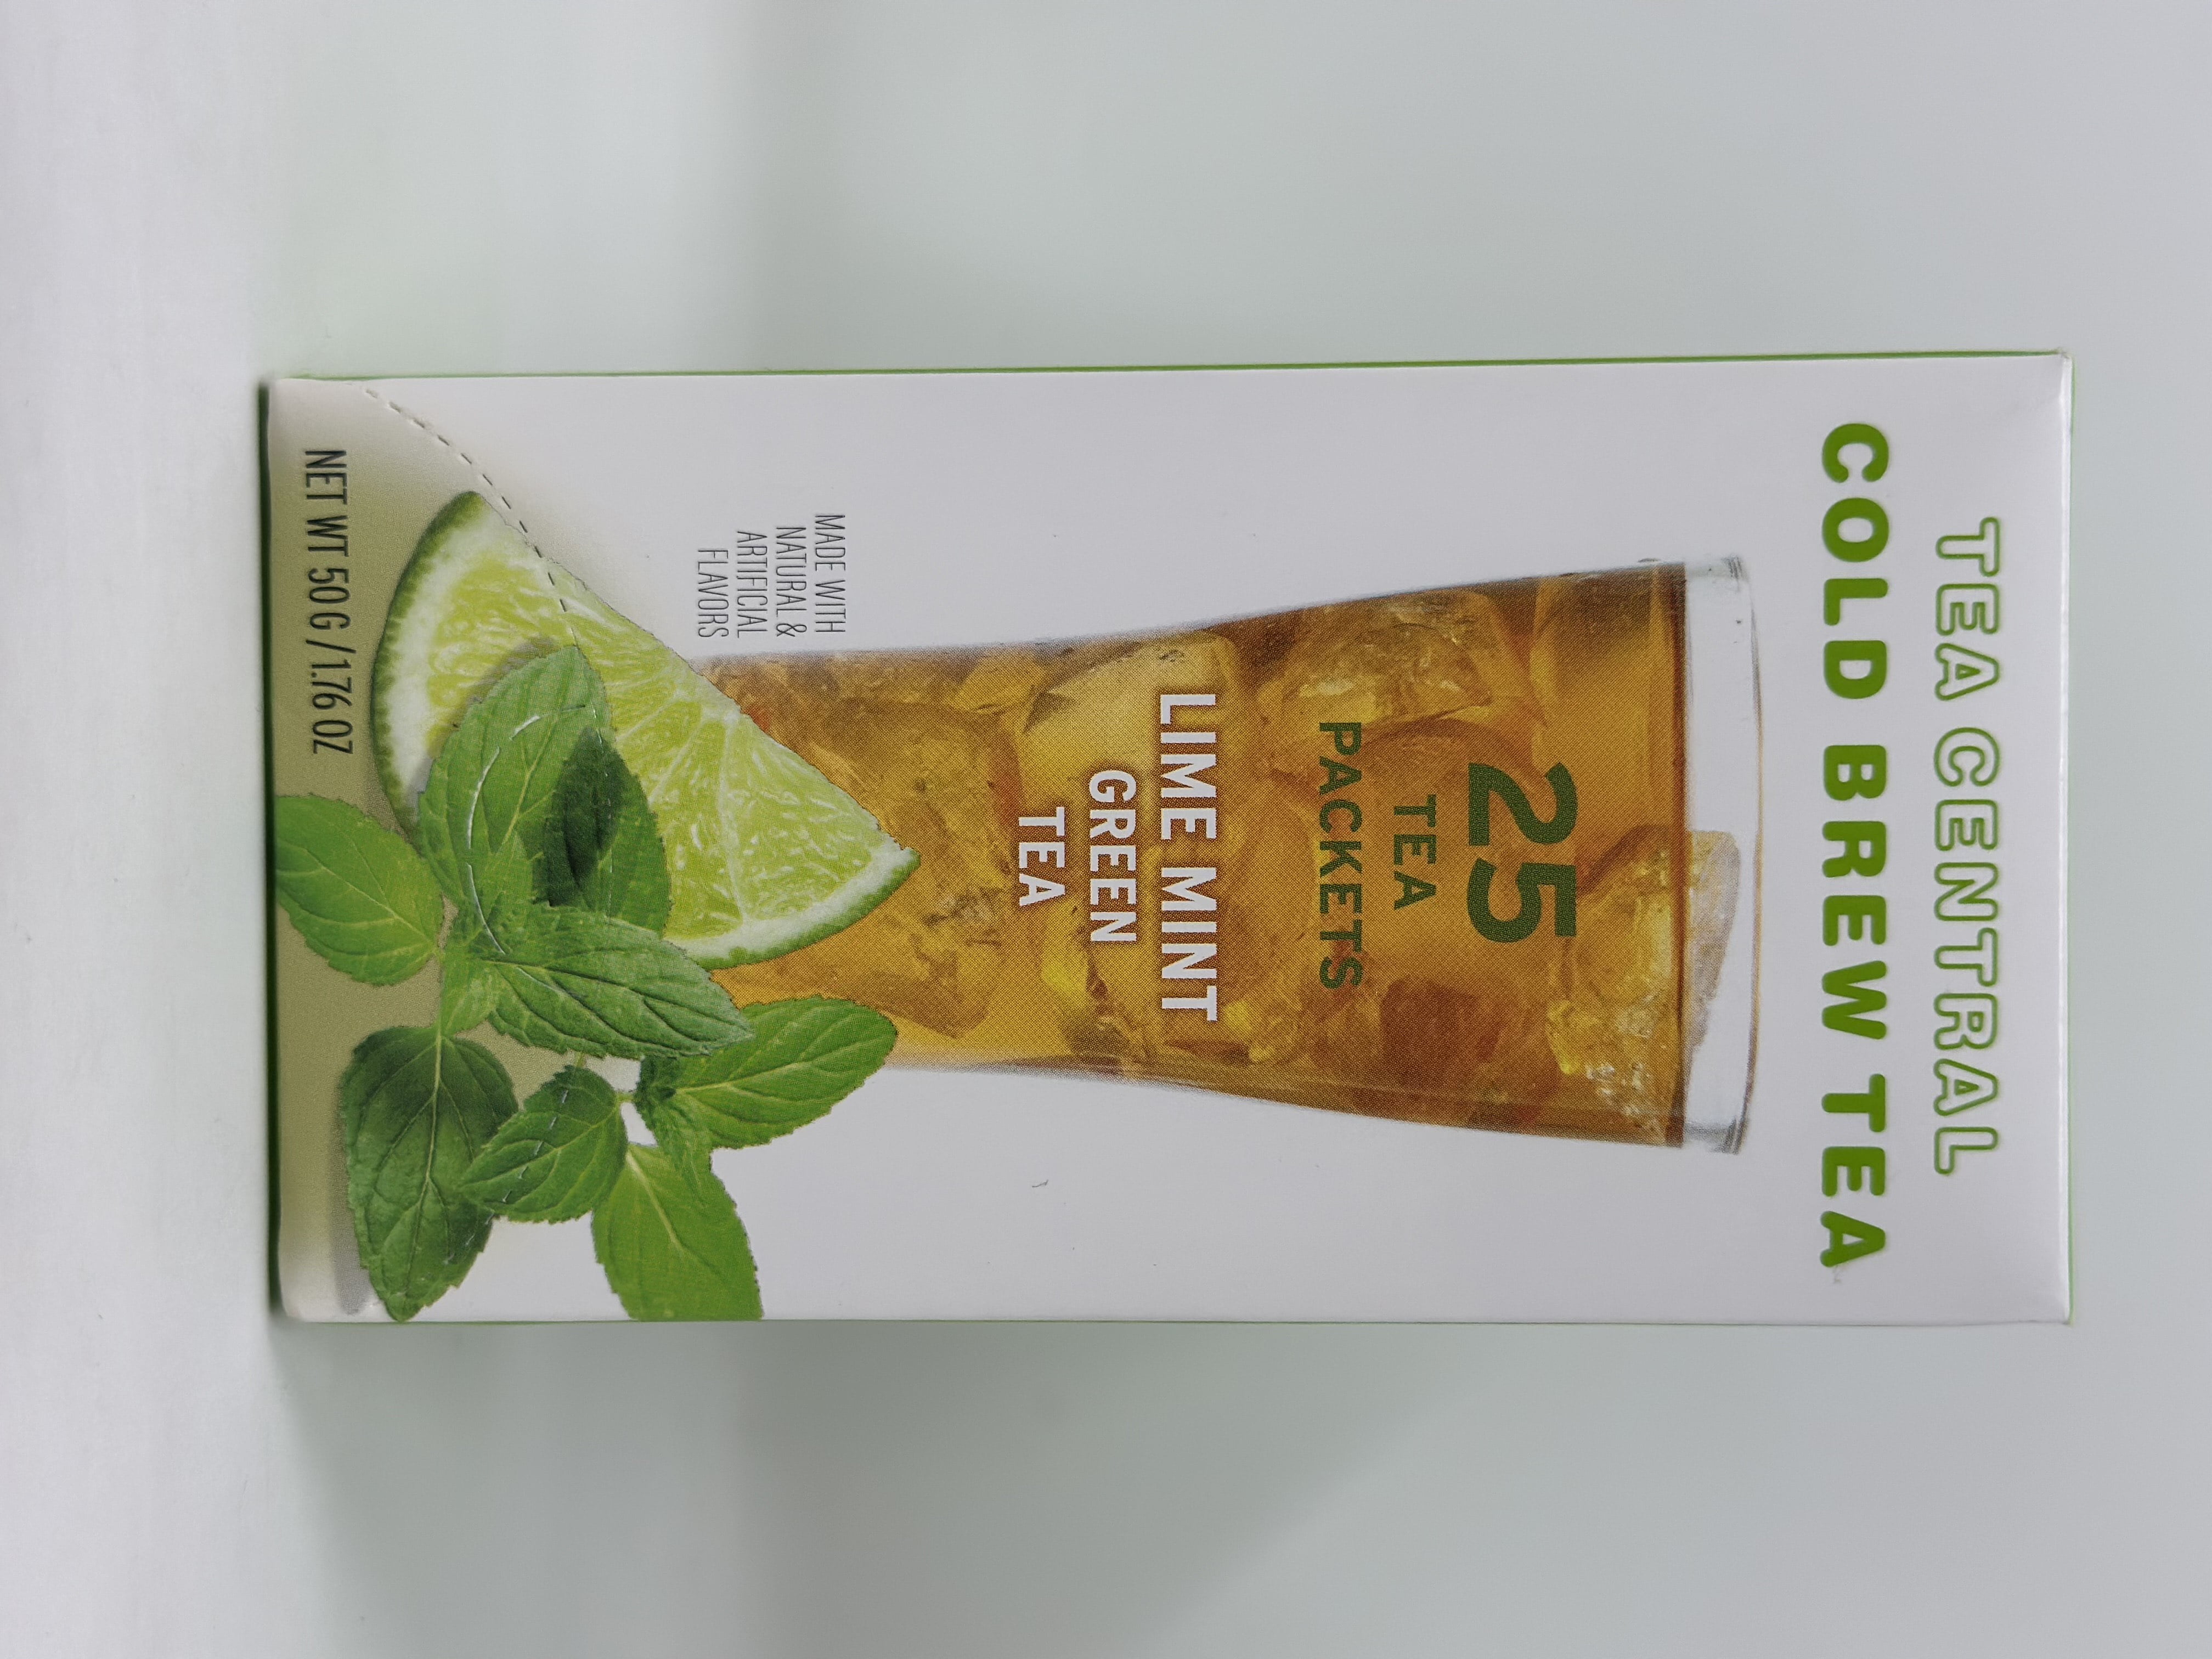 TEA CENTRAL
COLD BREW TEA
25
TEA
PACKETS
LIME MINT
GREEN
TEA
MADE WITH
NATURAL &
ARTIFICIAL
FLAVORS
NET WT 50 G / 1.76 OZ